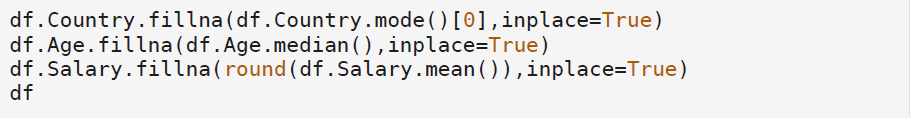 df.Country.fillna(df.Country.mode()[0],inplace=True)
df.Age.fillna(df.Age.median(),inplace=True)
df.Salary.fillna(round(df.Salary.mean()),inplace=True)
df